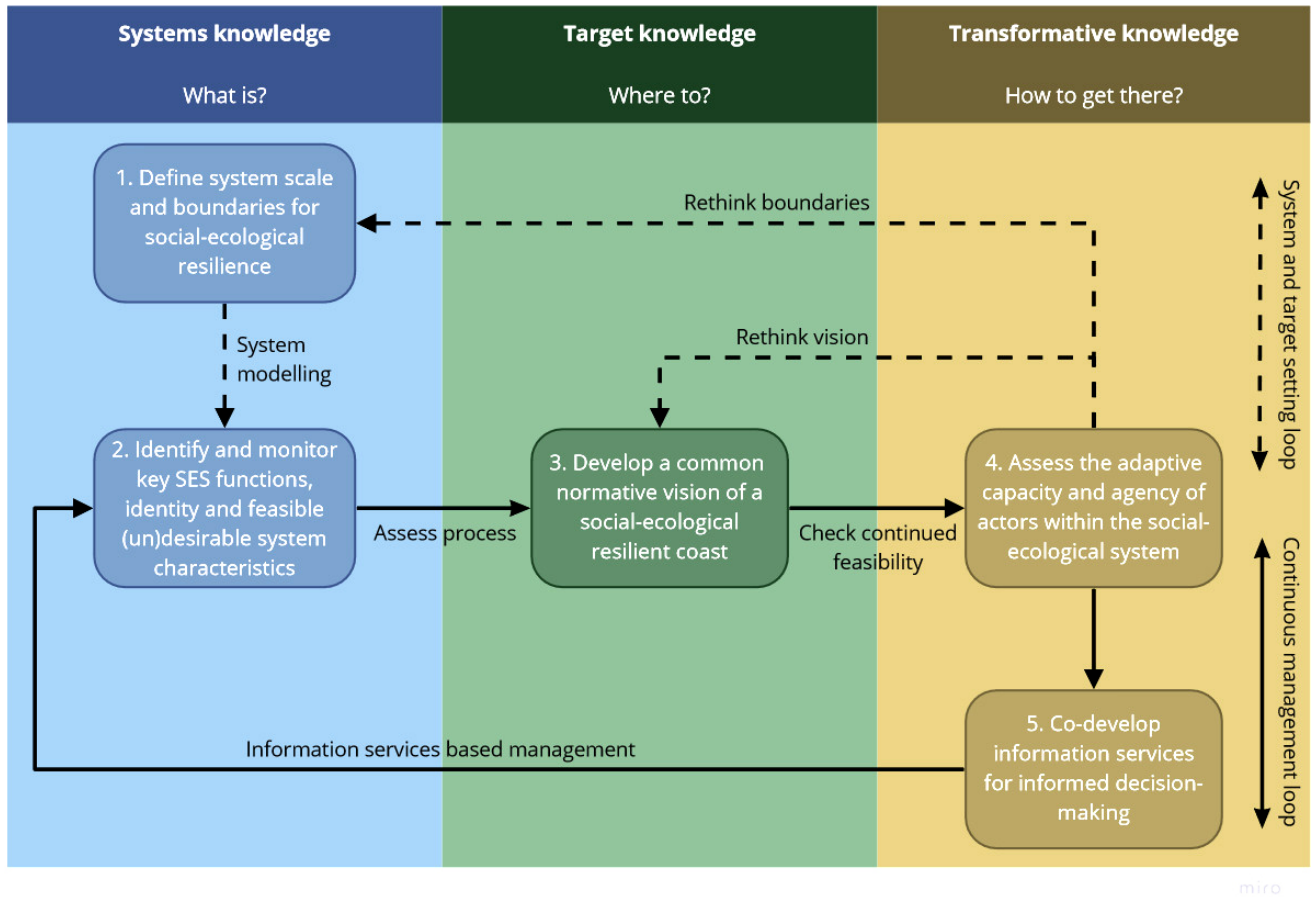 Systems knowledge
What is?
Target knowledge
Where to?
Transformative knowledge
How to get there?
1. Define system scale
and boundaries for
social-ecological
resilience
Rethink boundaries
System
modelling
Rethink vision
System and target setting loop
2. Identify and monitor
key SES functions,
identity and feasible
(un)desirable system
characteristics
Assess process
3. Develop a common
normative vision of a
social-ecological
resilient coast
Check continued
feasibility
4. Assess the adaptive
capacity and agency of
actors within the social-
ecological system
Continuous management loop
Information services based management
5. Co-develop
information services
for informed decision-
making
miro